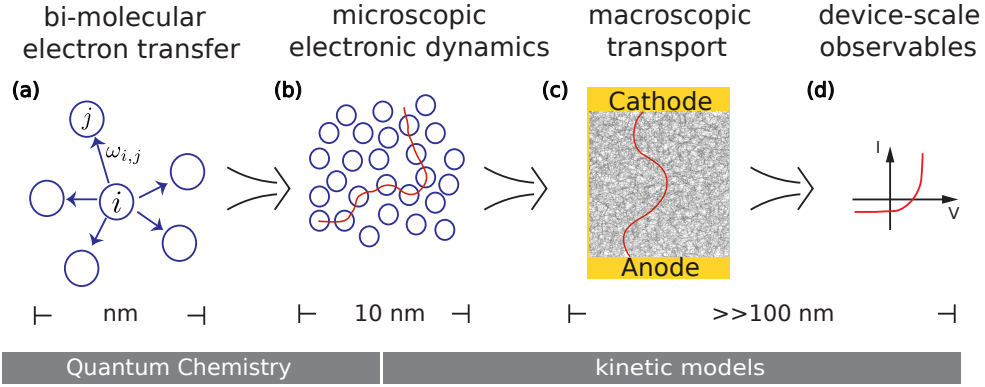 bi-molecular
electron transfer
microscopic
electronic dynamics
macroscopic
transport
device-scale
observables
(a)
j
ω_{i,j}
i
(b)
(c)
Cathode
Anode
(d)
I
V
nm
10 nm
>>100 nm
Quantum Chemistry
kinetic models